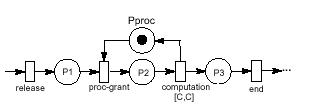 Pproc
P1
P2
P3
release
proc-grant
computation
[C,C]
end